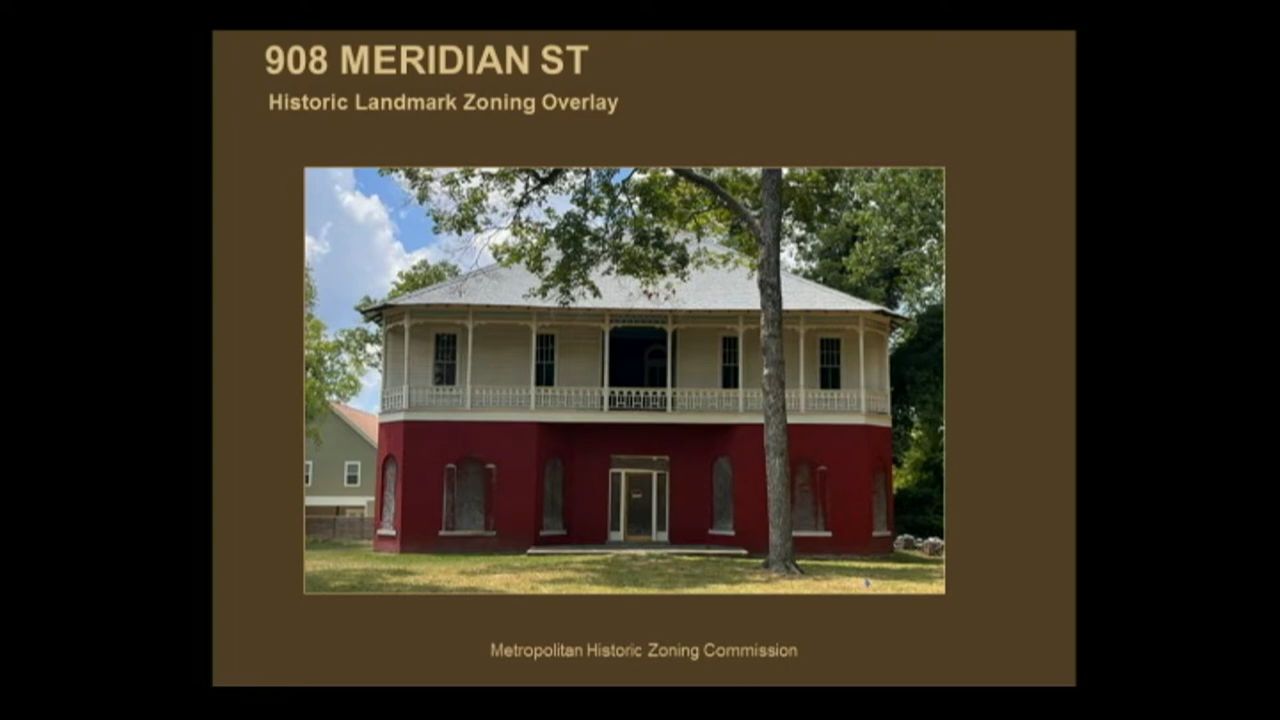 908 MERIDIAN ST
Historic Landmark Zoning Overlay
Metropolitan Historic Zoning Commission